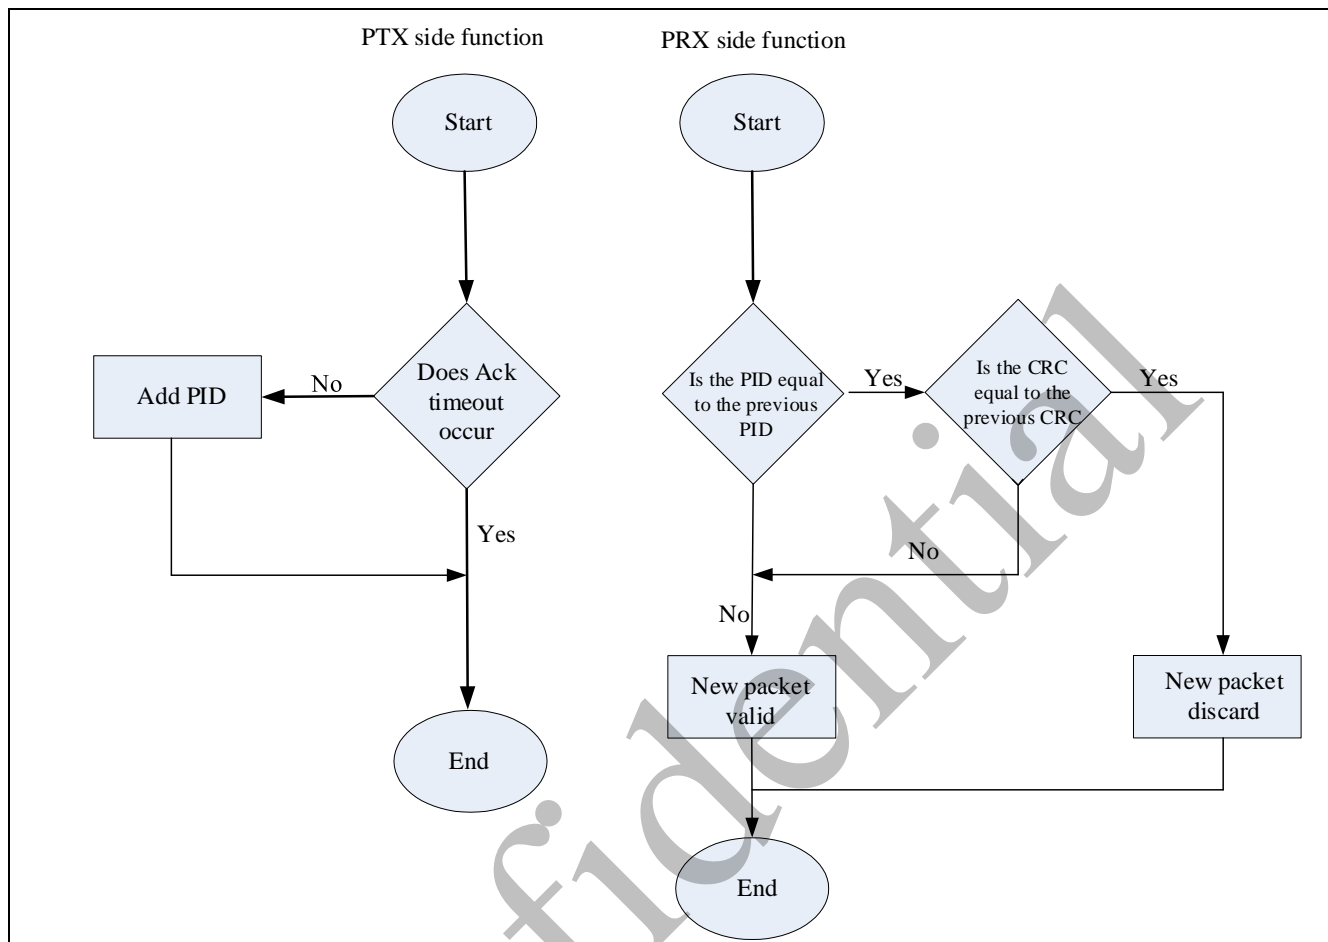 PTX side function
Start
Does Ack
timeout
occur
No
Add PID
Yes
End
PRX side function
Start
Is the PID equal
to the previous
PID
Yes
Is the CRC
equal to the
previous CRC
Yes
No
No
New packet
valid
New packet
discard
End
fidential